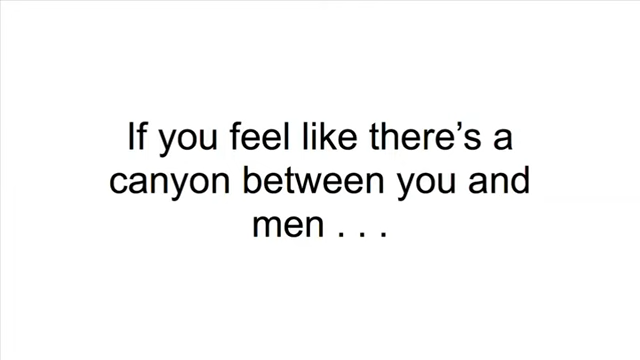 If you feel like there’s a
canyon between you and
men . . .